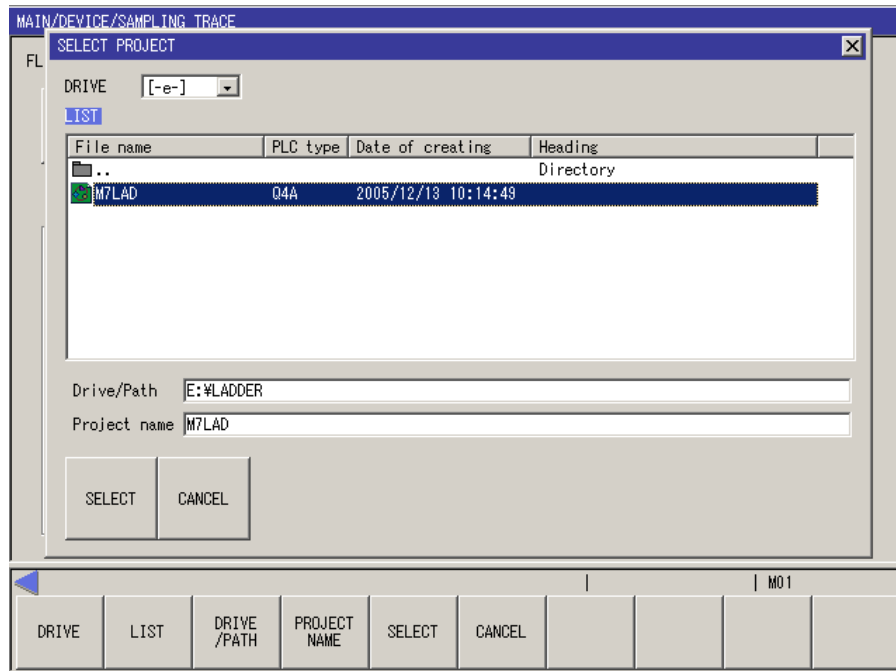 MAIN/DEVICE/SAMPLING TRACE
SELECT PROJECT
FL
DRIVE [-e-]
LIST
File name PLC type Date of creating Heading
.. Directory
M7LAD Q4A 2005/12/13 10:14:49
Drive/Path E:¥LADDER
Project name M7LAD
SELECT CANCEL
M01
DRIVE LIST DRIVE /PATH PROJECT NAME SELECT CANCEL